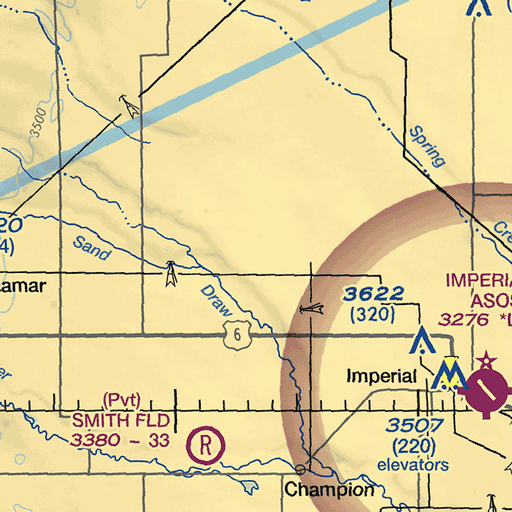 3500
Spring
Cre
20
4)
Sand
amar
Draw
6
IMPERIA
ASOS
3276 *L
3622
(320)
Imperial
(Pvt)
SMITH FLD
3380 - 33
R
3507
(220)
elevators
Champion
er